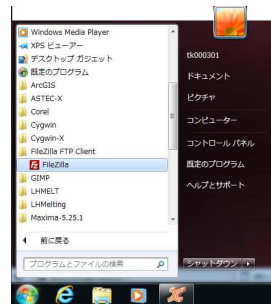 Windows Media Player
XPS ビューアー
デスクトップ ガジェット
既定のプログラム
ArcGIS
ASTEC-X
Corel
Cygwin
Cygwin-X
FileZilla FTP Client
FileZilla
GIMP
LHMELT
LHMelting
Maxima-5.25.1
前に戻る
プログラムとファイルの検索
tk000301
ドキュメント
ピクチャ
コンピューター
コントロール パネル
既定のプログラム
ヘルプとサポート
シャットダウン